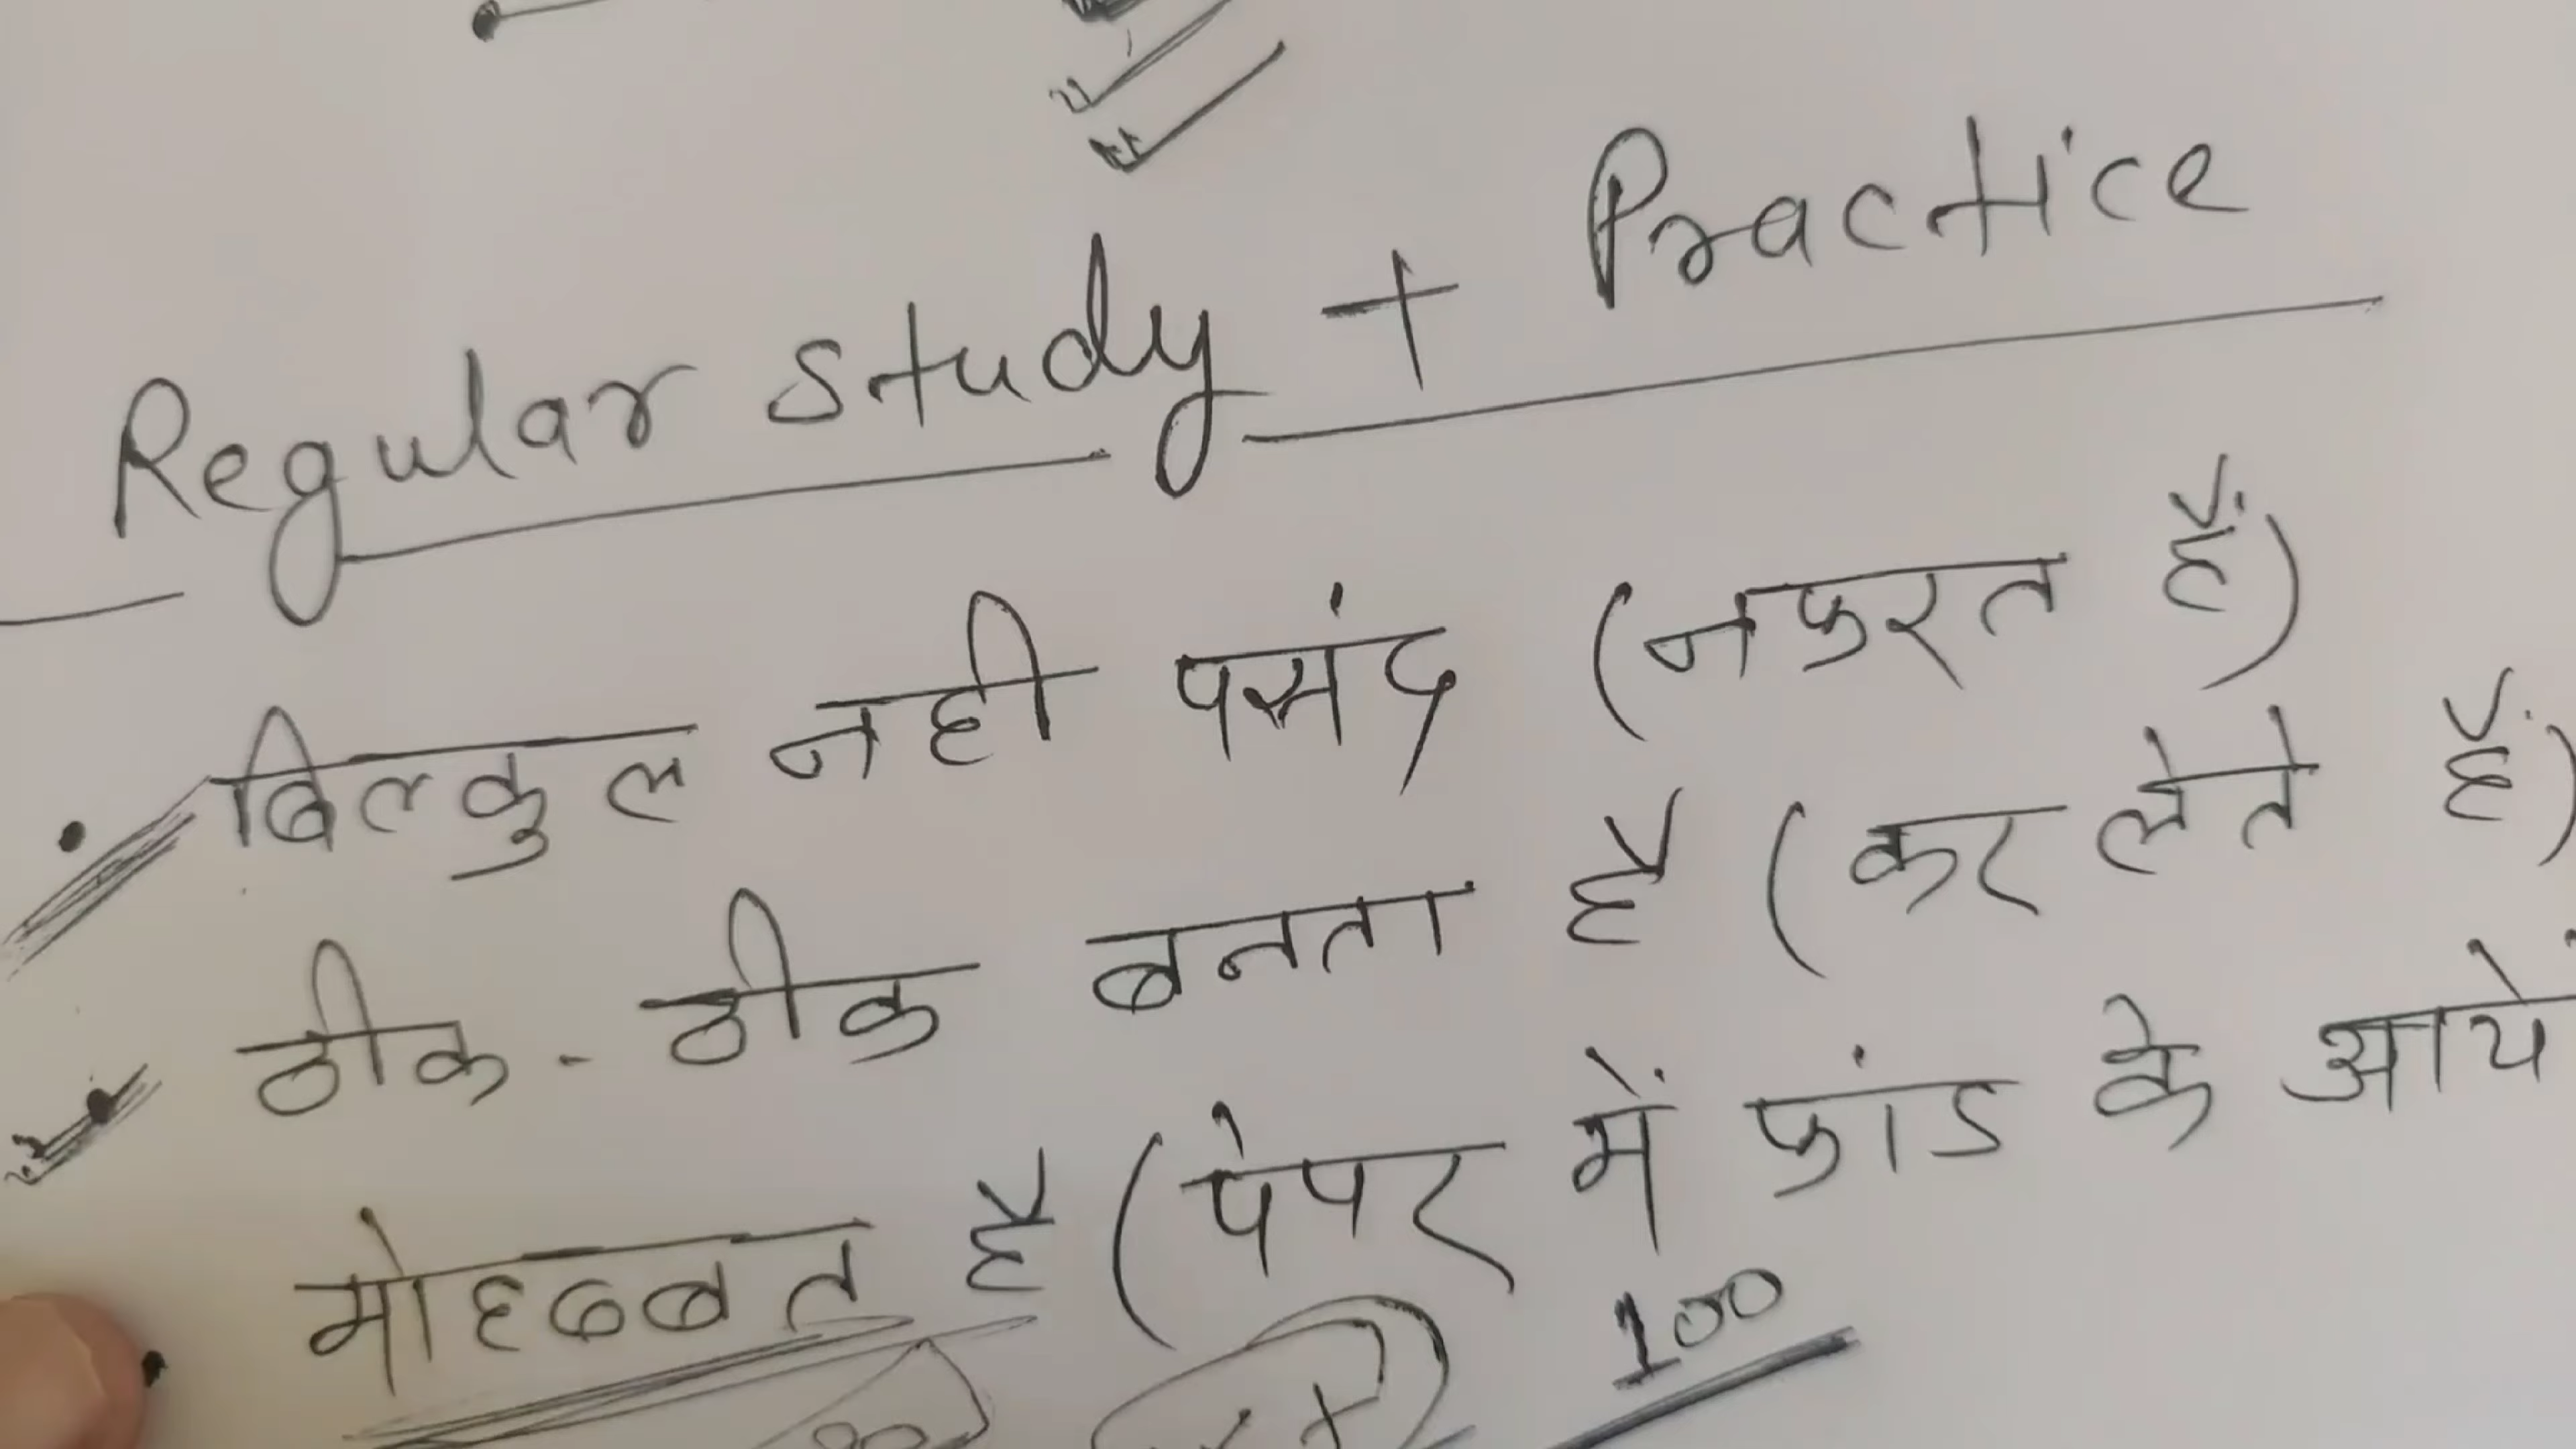 Regular study + Practice
बिलकुल नही पसंद (नफरत हैं)
ठीक - ठीक बनता है (कर लेते हैं)
मोहब्बत है (पेपर में फांड के आये
100